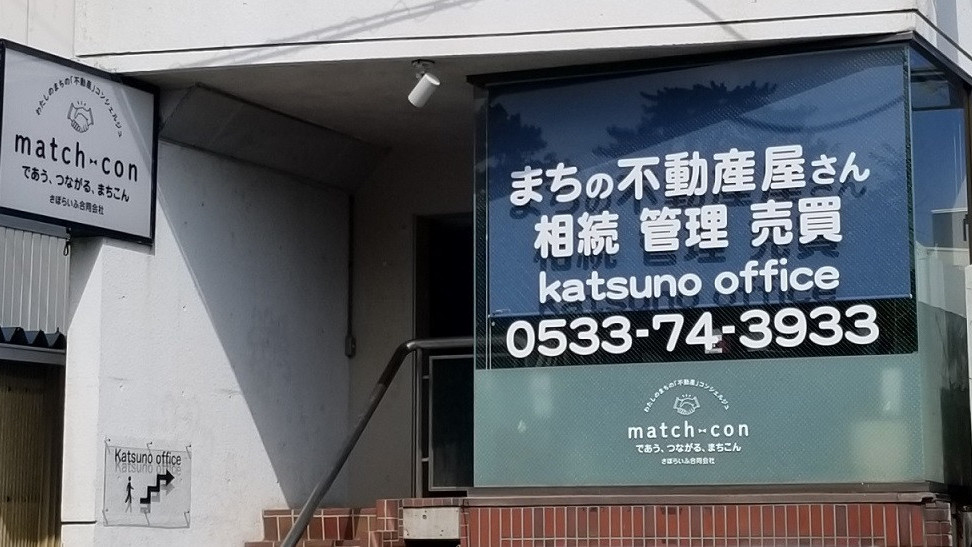 わたしのまちの「不動産」コンシェルジュ
match-con
であう、つながる、まちこん
さぽらいふ合同会社
まちの不動産屋さん
相続 管理 売買
katsuno office
0533-74-3933
わたしのまちの「不動産」コンシェルジュ
match-con
であう、つながる、まちこん
さぽらいふ合同会社
Katsuno office